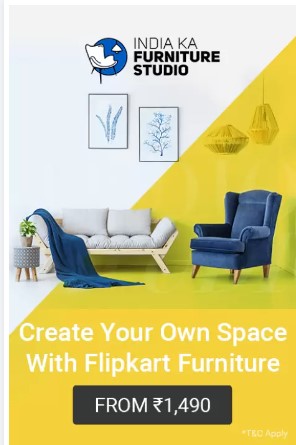 INDIA KA
FURNITURE
STUDIO
Create Your Own Space
With Flipkart Furniture
FROM ₹1,490
*T&C Apply